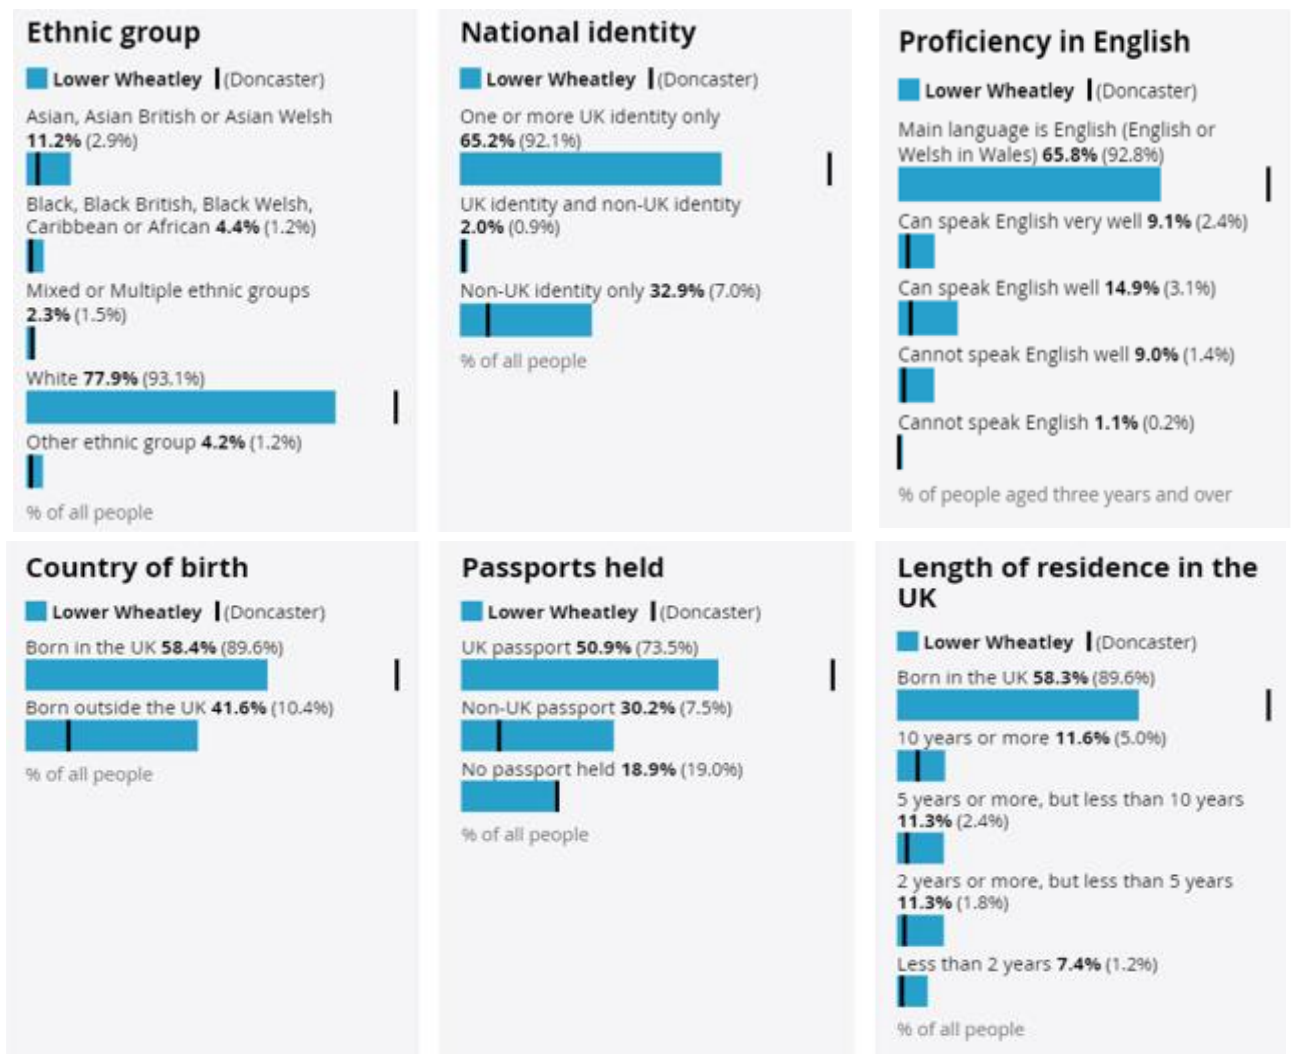 Ethnic group
Lower Wheatley (Doncaster)
Asian, Asian British or Asian Welsh
11.2% (2.9%)
Black, Black British, Black Welsh,
Caribbean or African 4.4% (1.2%)
Mixed or Multiple ethnic groups
2.3% (1.5%)
White 77.9% (93.1%)
Other ethnic group 4.2% (1.2%)
% of all people
National identity
Lower Wheatley (Doncaster)
One or more UK identity only
65.2% (92.1%)
UK identity and non-UK identity
2.0% (0.9%)
Non-UK identity only 32.9% (7.0%)
% of all people
Proficiency in English
Lower Wheatley (Doncaster)
Main language is English (English or
Welsh in Wales) 65.8% (92.8%)
Can speak English very well 9.1% (2.4%)
Can speak English well 14.9% (3.1%)
Cannot speak English well 9.0% (1.4%)
Cannot speak English 1.1% (0.2%)
% of people aged three years and over
Country of birth
Lower Wheatley (Doncaster)
Born in the UK 58.4% (89.6%)
Born outside the UK 41.6% (10.4%)
% of all people
Passports held
Lower Wheatley (Doncaster)
UK passport 50.9% (73.5%)
Non-UK passport 30.2% (7.5%)
No passport held 18.9% (19.0%)
% of all people
Length of residence in the
UK
Lower Wheatley (Doncaster)
Born in the UK 58.3% (89.6%)
10 years or more 11.6% (5.0%)
5 years or more, but less than 10 years
11.3% (2.4%)
2 years or more, but less than 5 years
11.3% (1.8%)
Less than 2 years 7.4% (1.2%)
% of all people